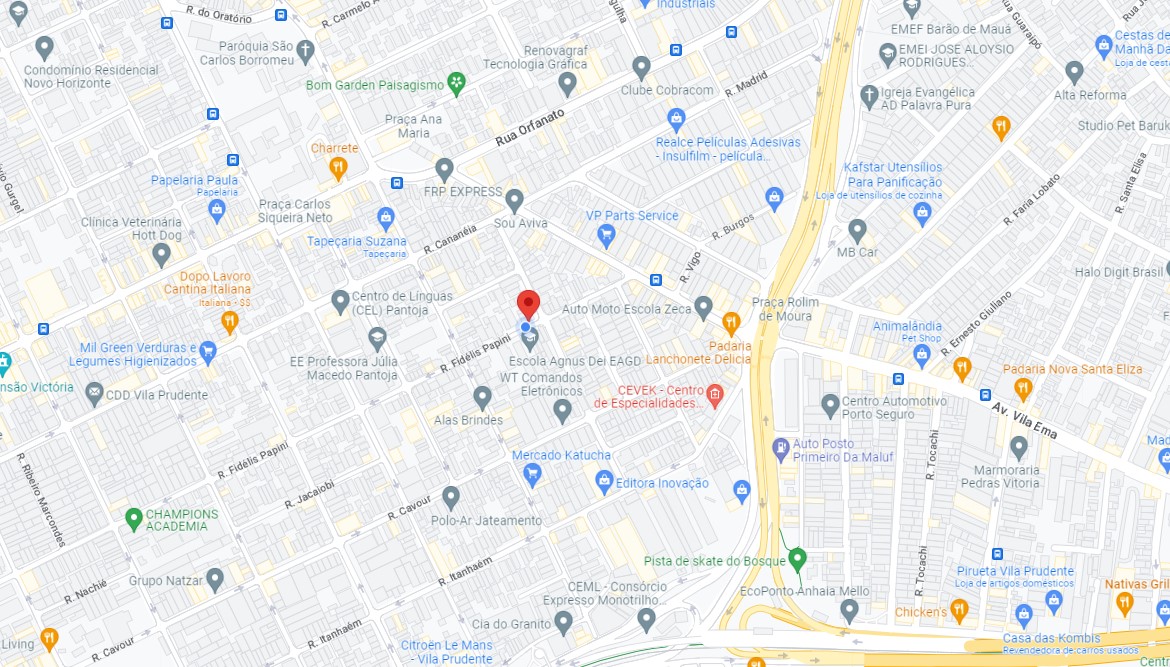 Industriais
R. do Oratório
R. Carmelo A
EMEF Barão de Mauá
Cestas de
Manhã Da
Loja de cesta
Paróquia São
Carlos Borromeu
Renovagraf
Tecnologia Gráfica
EMEI JOSE ALOYSIO
RODRIGUES...
Condomínio Residencial
Novo Horizonte
Bom Garden Paisagismo
Clube Cobracom
R. Madrid
Igreja Evangélica
AD Palavra Pura
Alta Reforma
R. Guaraipó
Praça Ana
Maria
Rua Orfanato
Studio Pet Baruk
Charrete
Realce Películas Adesivas
- Insulfilm - película...
Kafstar Utensílios
Para Panificação
Loja de utensílios de cozinha
R. Santa Elisa
Papelaria Paula
Papelaria
FRP EXPRESS
Gurgel
Praça Carlos
Siqueira Neto
Sou Aviva
VP Parts Service
R. Faria Lobato
Clínica Veterinária
Hott Dog
Tapeçaria Suzana
Tapeçaria
R. Cananéia
R. Burgos
MB Car
R. Vigo
Halo Digit Brasil
Dopo Lavoro
Cantina Italiana
Italiana • $$
Centro de Línguas
(CEL) Pantoja
Auto Moto Escola Zeca
Praça Rolim
de Moura
R. Ernesto Giuliano
Animalândia
Pet Shop
Mil Green Verduras e
Legumes Higienizados
EE Professora Júlia
Macedo Pantoja
R. Fidélis Papini
Escola Agnus Dei EAGD
Padaria
Lanchonete Delicia
Padaria Nova Santa Eliza
nsão Victória
CDD Vila Prudente
WT Comandos
Eletrônicos
CEVEK - Centro
de Especialidades...
Centro Automotivo
Porto Seguro
Alas Brindes
Av. Vila Ema
R. Fidélis Papini
Mercado Katucha
Auto Posto
Primeiro Da Maluf
R. Tocachi
Mad
R. Ribeiro Marcondes
R. Jacaiobi
Editora Inovação
Marmoraria
Pedras Vitoria
R. Cavour
CHAMPIONS
ACADEMIA
Polo-Ar Jateamento
Pista de skate do Bosque
R. Tocachi
R. Itanhaém
Pirueta Vila Prudente
Loja de artigos domésticos
R. Nachié
Grupo Natzar
CEML - Consórcio
Expresso Monotrilho...
EcoPonto Anhaia Mello
Nativas Gril
Chicken's
Cia do Granito
R. Itanhaém
Living
R. Cavour
Citroën Le Mans
- Vila Prudente
Casa das Kombis
Revendedora de carros usados
Centr